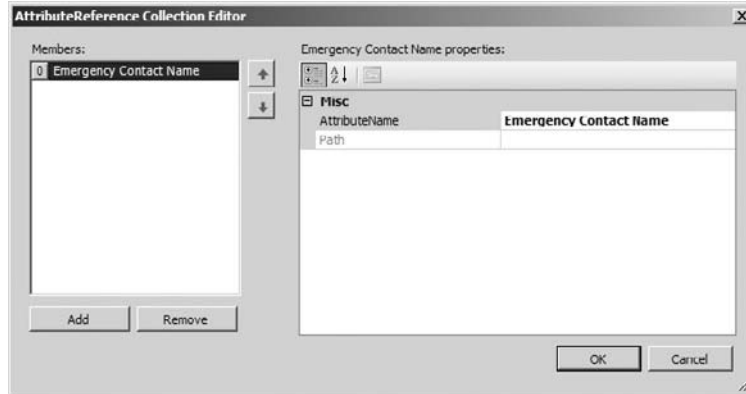 AttributeReference Collection Editor
X
Members:
0 Emergency Contact Name
Add
Remove
Emergency Contact Name properties:
A
Z
Misc
AttributeName
Emergency Contact Name
Path
OK
Cancel